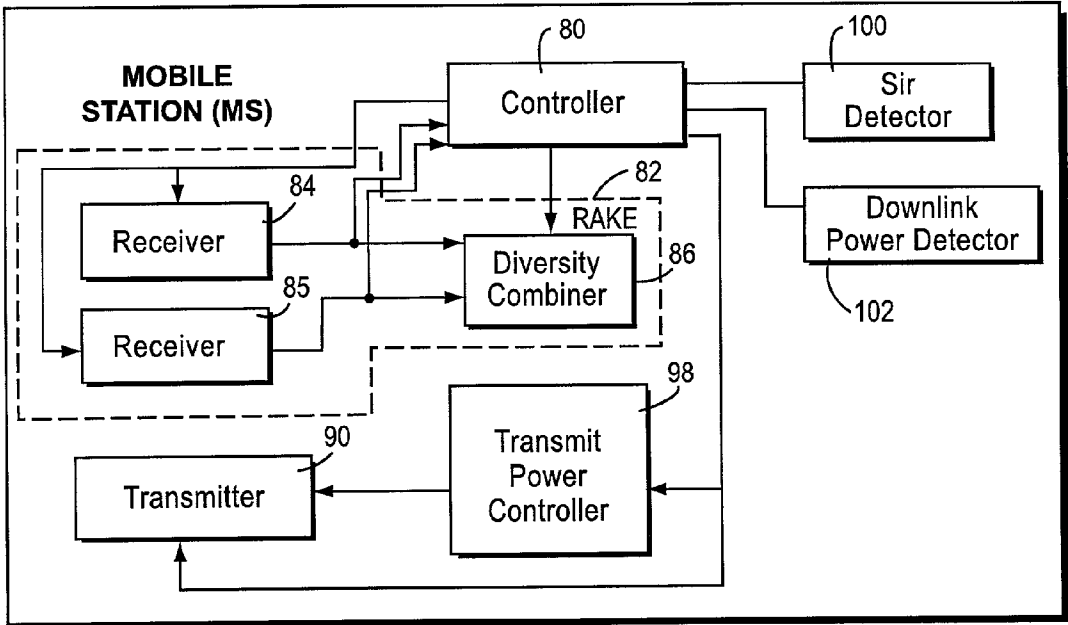 80
100
MOBILE
STATION (MS)
Controller
Sir
Detector
84
82
RAKE
Receiver
Diversity
Combiner
86
Downlink
Power Detector
102
85
Receiver
98
90
Transmitter
Transmit
Power
Controller